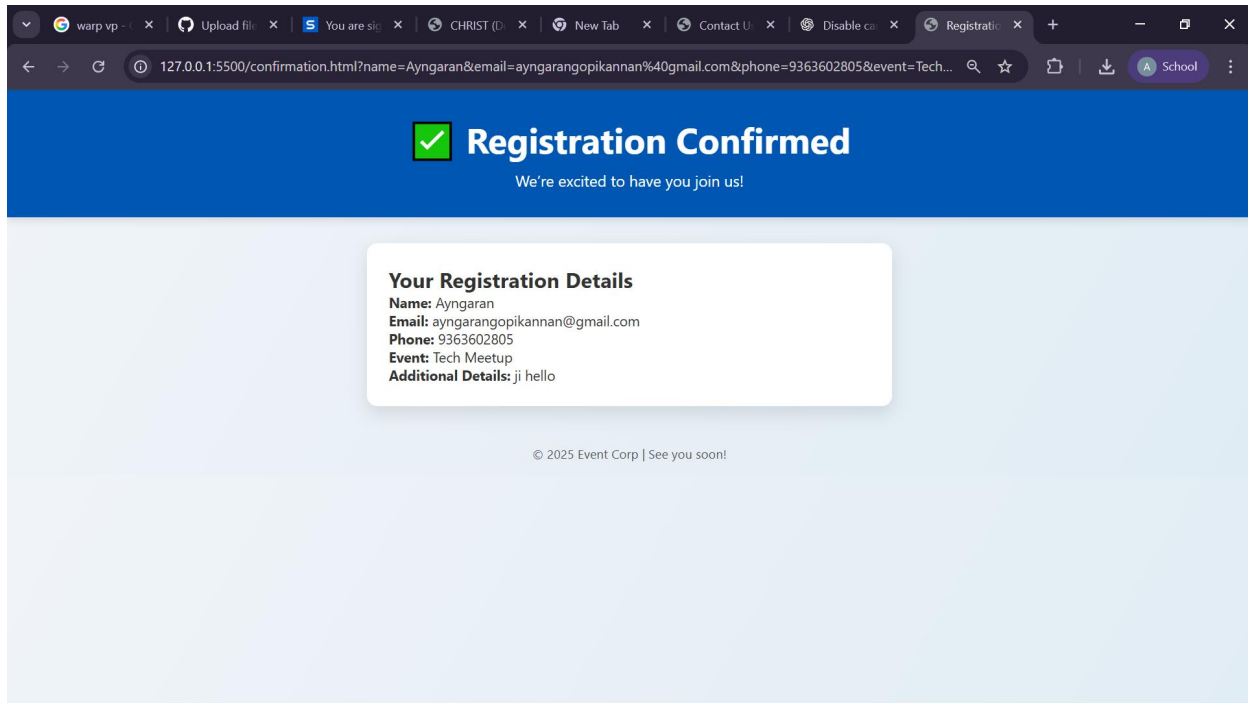 warp vp - G
Upload file
You are sig
CHRIST (De
New Tab
Contact Us
Disable ca
Registratio
127.0.0.1:5500/confirmation.html?name=Ayngaran&email=ayngarangopikannan%40gmail.com&phone=9363602805&event=Tech...
A School
Registration Confirmed
We're excited to have you join us!
Your Registration Details
Name: Ayngaran
Email: ayngarangopikannan@gmail.com
Phone: 9363602805
Event: Tech Meetup
Additional Details: ji hello
© 2025 Event Corp | See you soon!